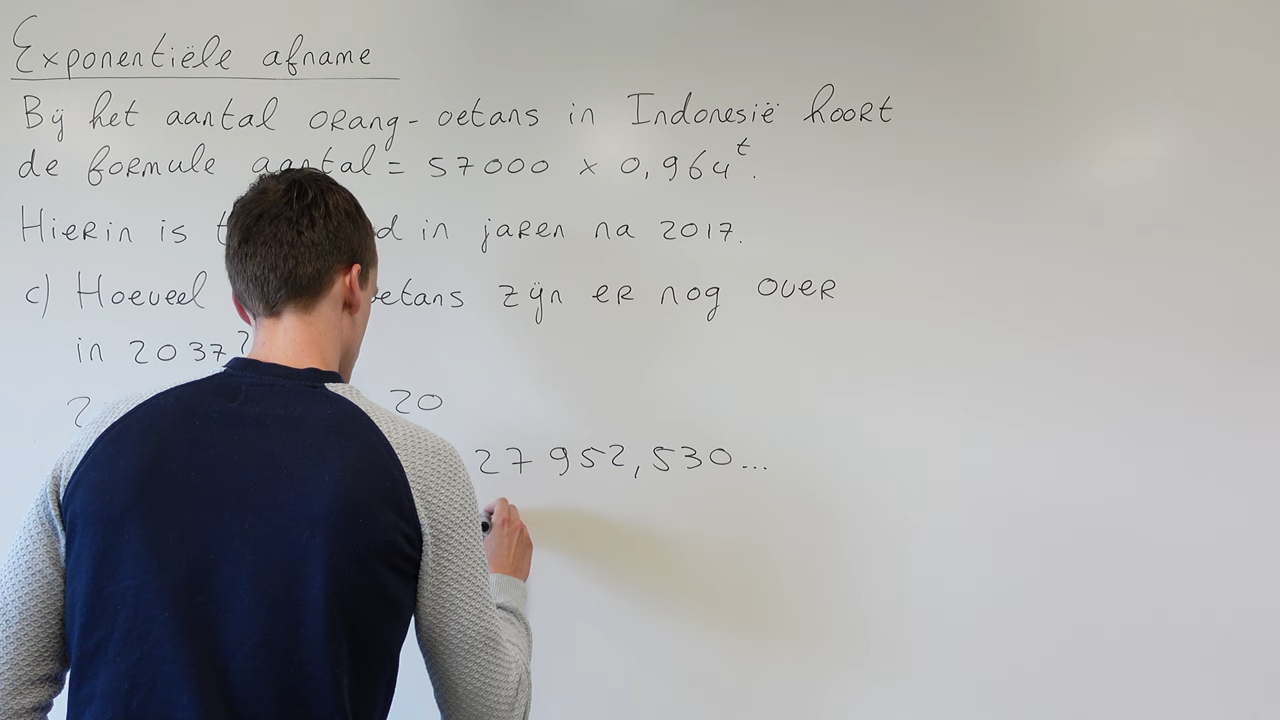 Exponentiële afname
Bij het aantal orang-oetans in Indonesië hoort
de formule aantal = 57000 x 0,964^t.
Hierin is t in jaren na 2017.
c) Hoeveel zijn er nog over
in 2037?
2 20
27952,530...